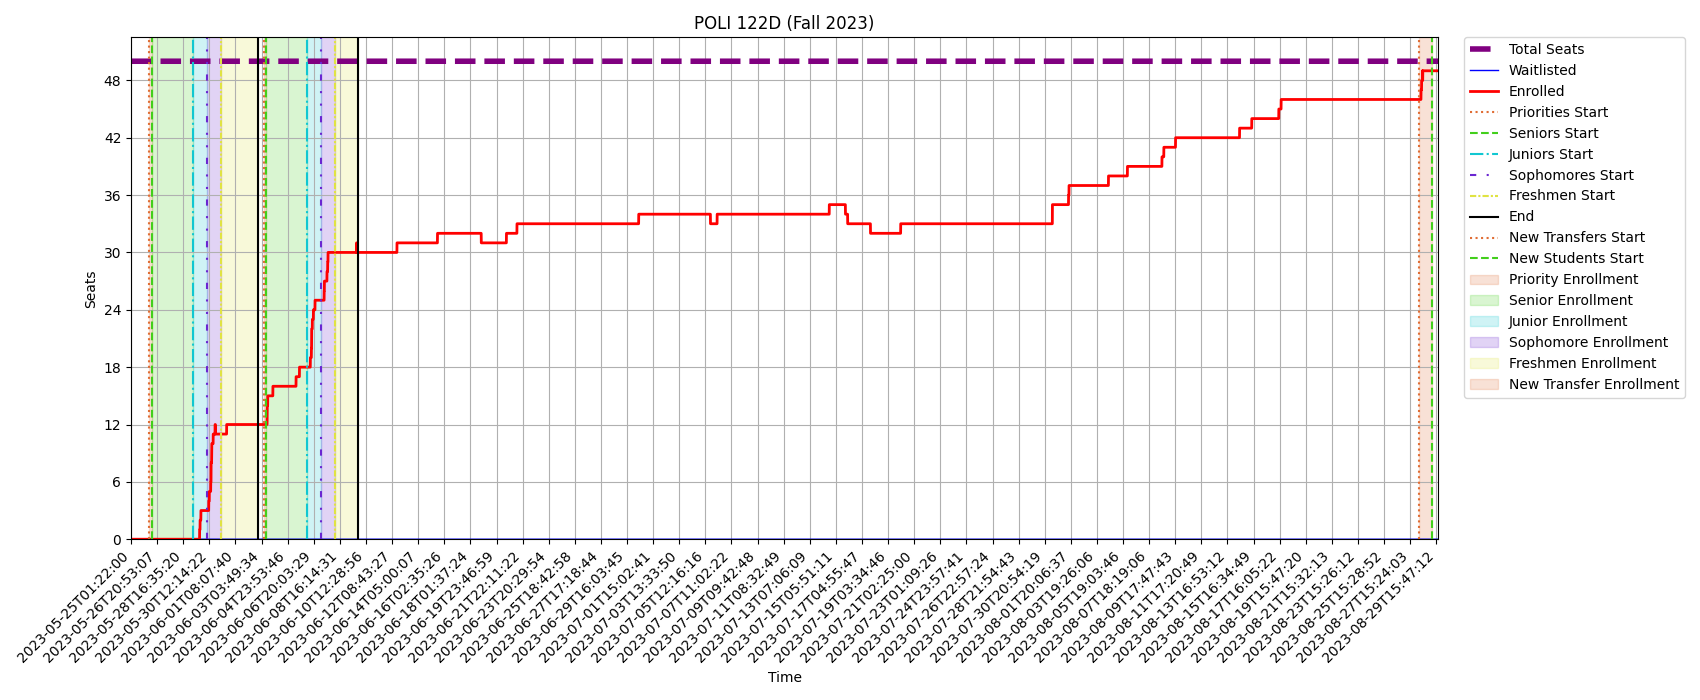 POLI 122D (Fall 2023)
Seats
48
42
36
30
24
18
12
6
0
2023-05-25T01:22:00
2023-05-26T20:53:07
2023-05-28T16:35:20
2023-05-30T12:14:22
2023-06-01T08:07:40
2023-06-03T03:49:34
2023-06-04T23:53:46
2023-06-06T20:03:29
2023-06-08T16:14:31
2023-06-10T12:28:56
2023-06-12T08:43:27
2023-06-14T05:00:07
2023-06-16T02:35:26
2023-06-18T01:37:24
2023-06-19T23:46:59
2023-06-21T22:11:22
2023-06-23T20:29:54
2023-06-25T18:42:58
2023-06-27T17:18:44
2023-06-29T16:03:45
2023-07-01T15:02:41
2023-07-03T13:33:50
2023-07-05T12:16:16
2023-07-07T11:02:22
2023-07-09T09:42:48
2023-07-11T08:32:49
2023-07-13T07:06:09
2023-07-15T05:51:11
2023-07-17T04:55:47
2023-07-19T03:34:46
2023-07-21T02:25:00
2023-07-23T01:09:26
2023-07-24T23:57:41
2023-07-26T22:57:24
2023-07-28T21:54:43
2023-07-30T20:54:19
2023-08-01T20:06:37
2023-08-03T19:26:06
2023-08-05T19:03:46
2023-08-07T18:19:06
2023-08-09T17:47:43
2023-08-11T17:20:49
2023-08-13T16:53:12
2023-08-15T16:34:49
2023-08-17T16:05:22
2023-08-19T15:47:20
2023-08-21T15:32:13
2023-08-23T15:26:12
2023-08-25T15:28:52
2023-08-27T15:24:03
2023-08-29T15:47:12
Time
Total Seats
Waitlisted
Enrolled
Priorities Start
Seniors Start
Juniors Start
Sophomores Start
Freshmen Start
End
New Transfers Start
New Students Start
Priority Enrollment
Senior Enrollment
Junior Enrollment
Sophomore Enrollment
Freshmen Enrollment
New Transfer Enrollment